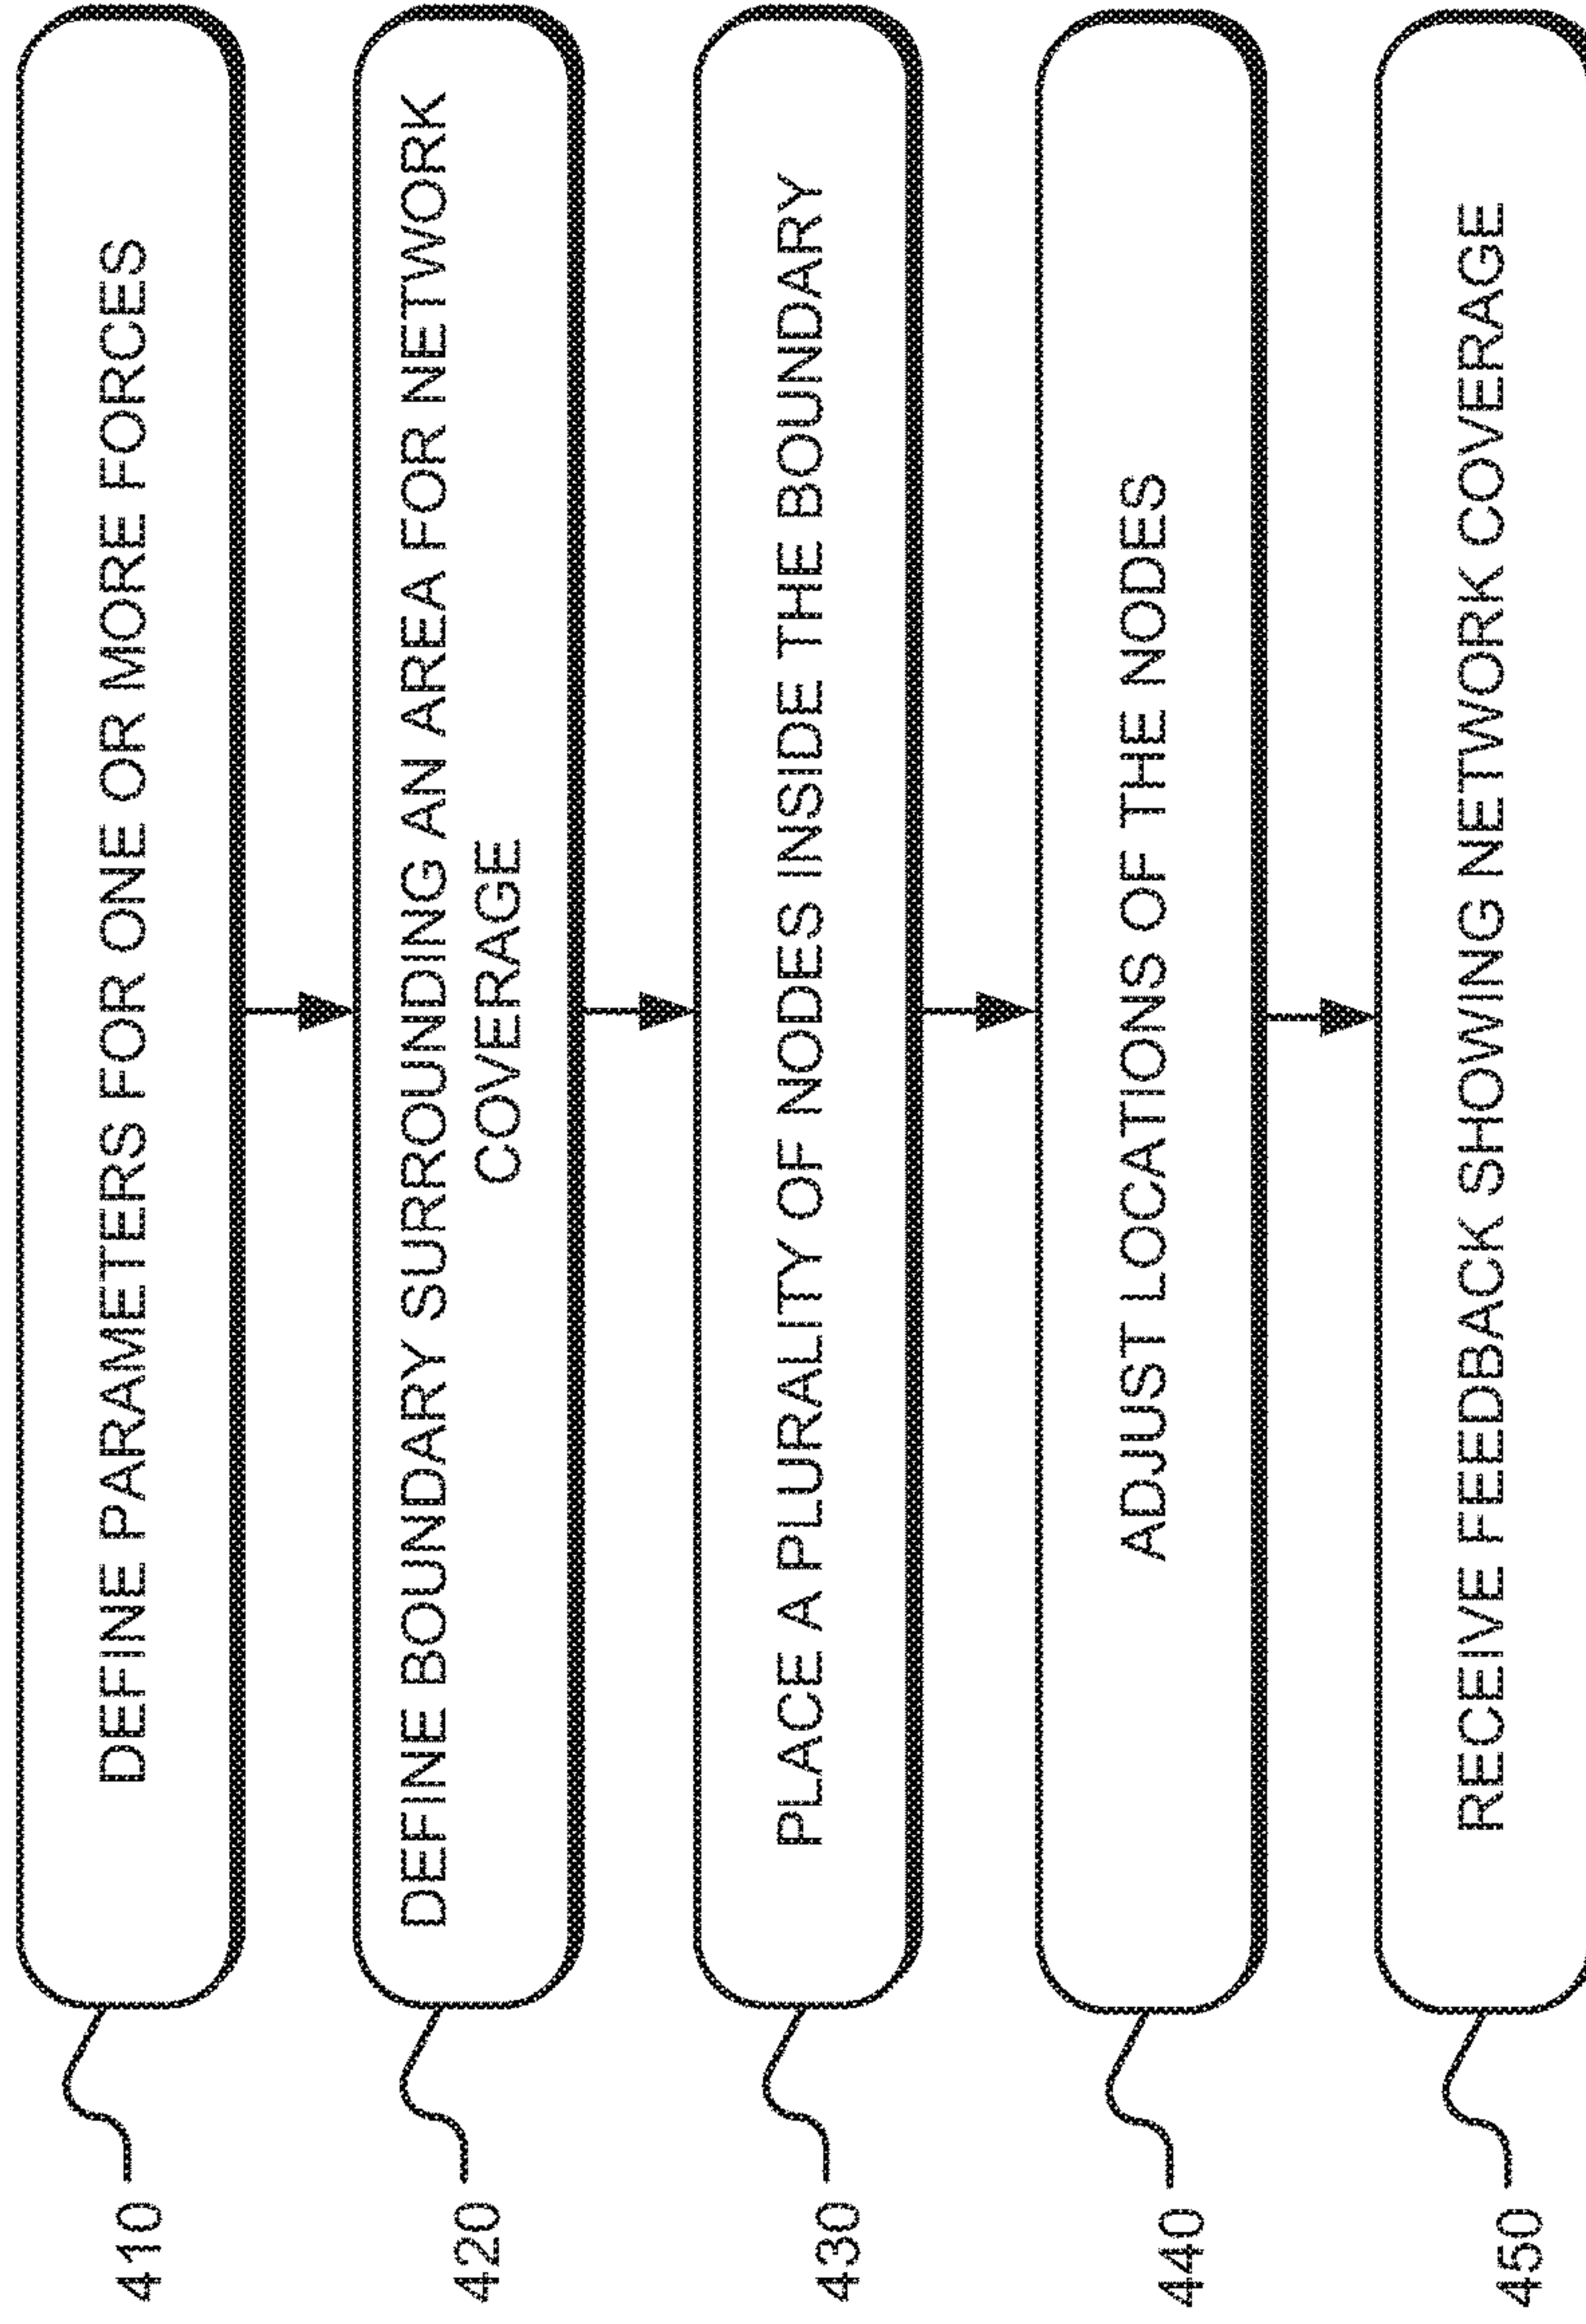 410
DEFINE PARAMETERS FOR ONE OR MORE FORCES
420
DEFINE BOUNDARY SURROUNDING AN AREA FOR NETWORK
COVERAGE
430
PLACE A PLURALITY OF NODES INSIDE THE BOUNDARY
440
ADJUST LOCATIONS OF THE NODES
450
RECEIVE FEEDBACK SHOWING NETWORK COVERAGE